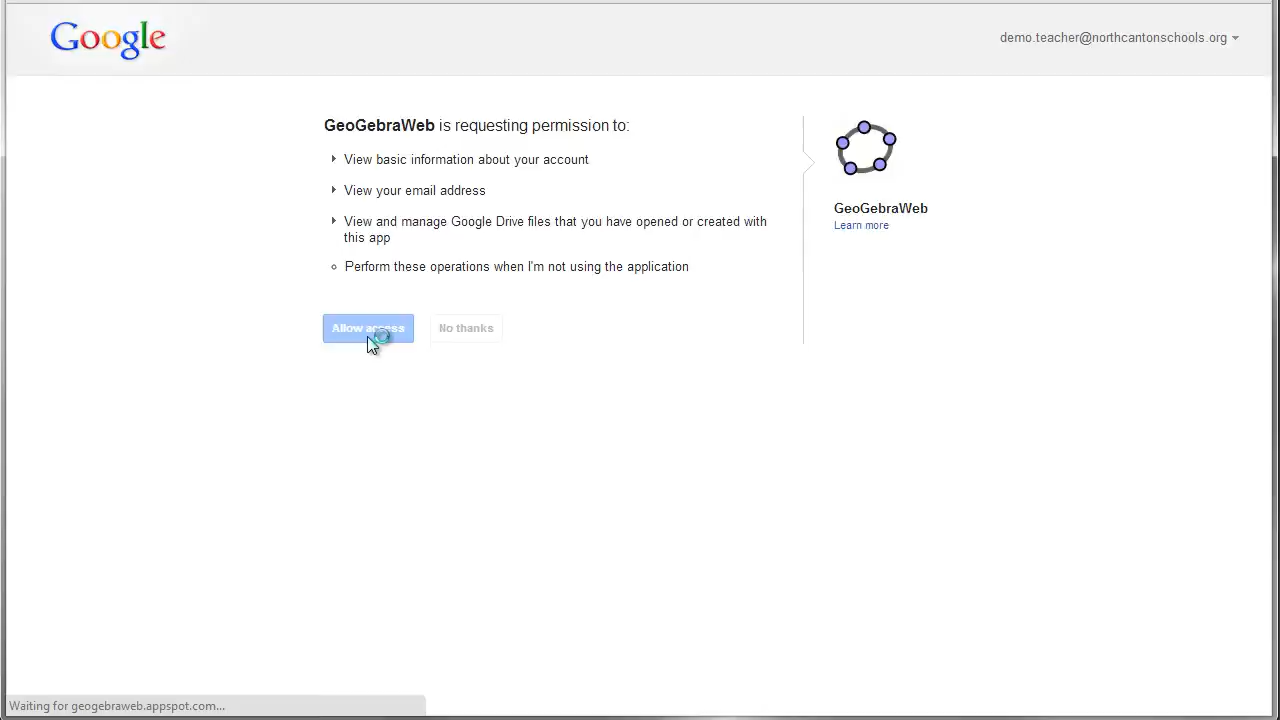 Google
demo.teacher@northcantonschools.org
GeoGebraWeb is requesting permission to:
View basic information about your account
View your email address
View and manage Google Drive files that you have opened or created with
this app
Perform these operations when I'm not using the application
Allow access
No thanks
GeoGebraWeb
Learn more
Waiting for geogebraweb.appspot.com...